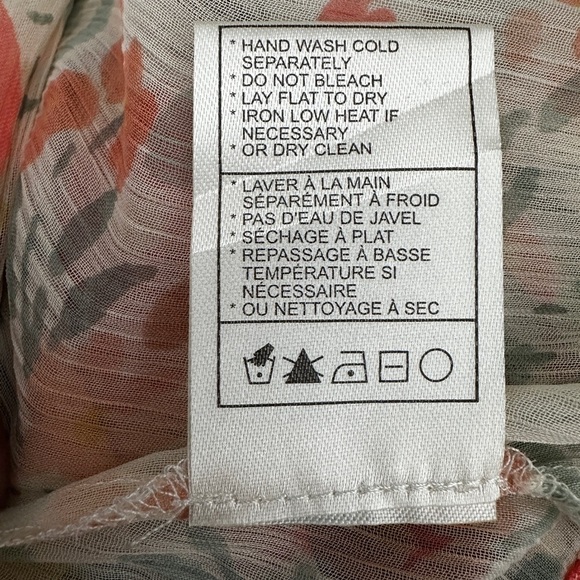 * HAND WASH COLD
SEPARATELY
* DO NOT BLEACH
* LAY FLAT TO DRY
* IRON LOW HEAT IF
NECESSARY
* OR DRY CLEAN
* LAVER À LA MAIN
SÉPARÉMENT À FROID
* PAS D'EAU DE JAVEL
* SÉCHAGE À PLAT
* REPASSAGE À BASSE
TEMPÉRATURE SI
NÉCESSAIRE
* OU NETTOYAGE À SEC